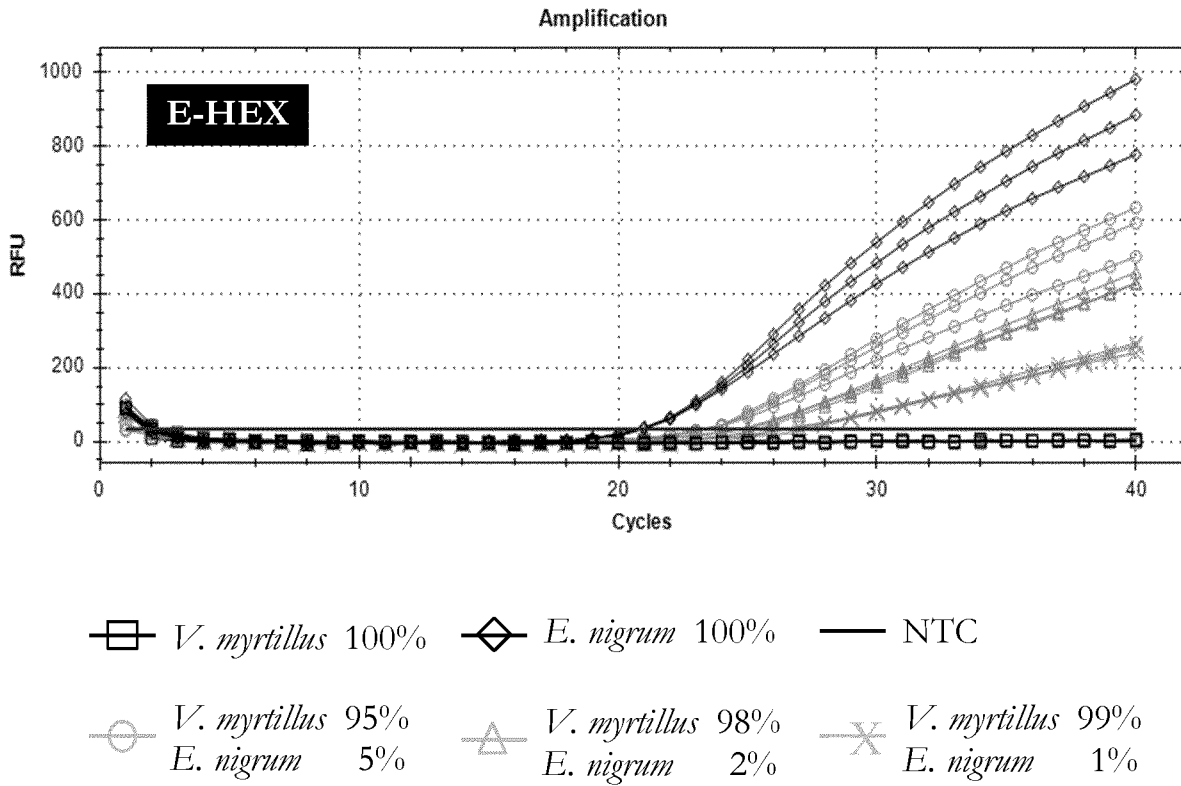 Amplification
1000
E-HEX
800
600
RFU
400
200
0
0 10 20 30 40
Cycles
V. myrtillus 100% E. nigrum 100% NTC
V. myrtillus 95% V. myrtillus 98% V. myrtillus 99%
E. nigrum 5% E. nigrum 2% E. nigrum 1%